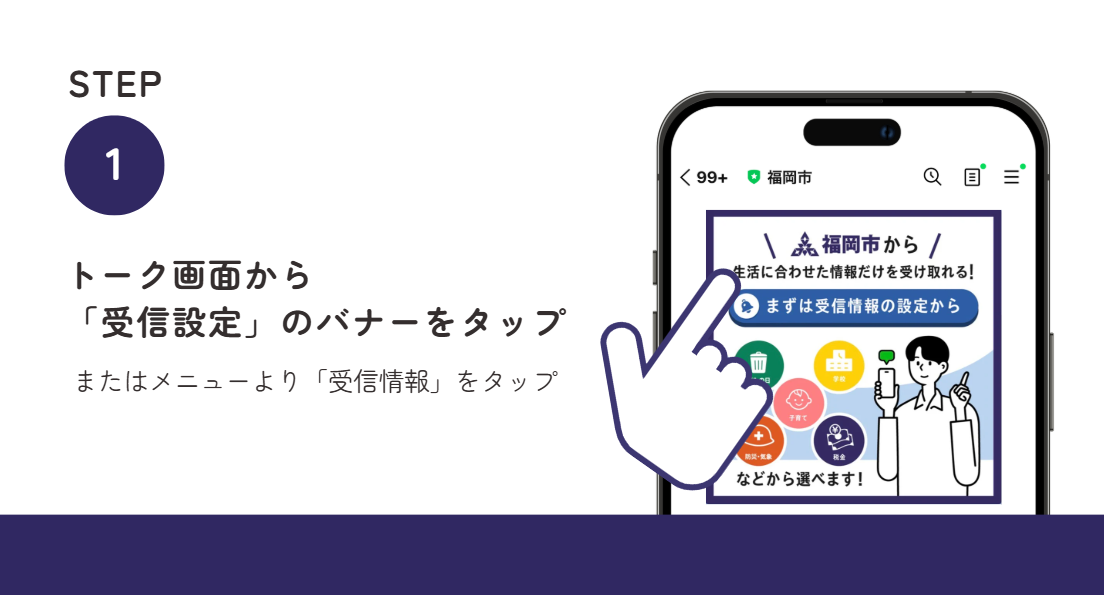 STEP
1
トーク画面から
「受信設定」のバナーをタップ
またはメニューより「受信情報」をタップ
99+ 福岡市
福岡市から
生活に合わせた情報だけを受け取れる!
まずは受信情報の設定から
子育て
防災・気象
税金
などから選べます!